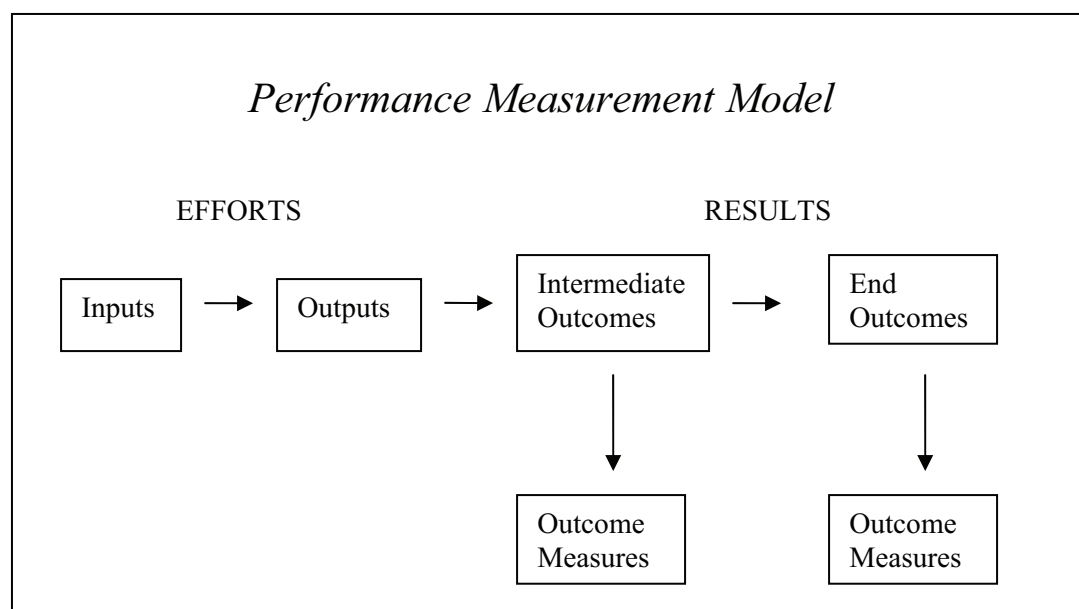 Performance Measurement Model
EFFORTS
RESULTS
Inputs
Outputs
Intermediate
Outcomes
End
Outcomes
Outcome
Measures
Outcome
Measures